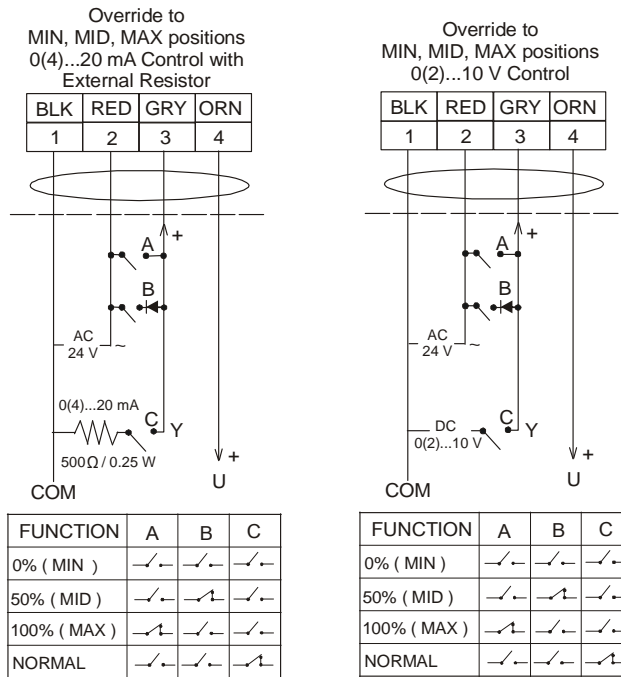 Override to
MIN, MID, MAX positions
0(4)...20 mA Control with
External Resistor
BLK RED GRY ORN
1 2 3 4
A +
B
AC
24 V ~
0(4)...20 mA
C Y
500Ω / 0.25 W
+
U
COM
FUNCTION A B C
0% ( MIN )
50% ( MID )
100% ( MAX )
NORMAL
Override to
MIN, MID, MAX positions
0(2)...10 V Control
BLK RED GRY ORN
1 2 3 4
A +
B
AC
24 V ~
C Y
DC
0(2)...10 V
+
U
COM
FUNCTION A B C
0% ( MIN )
50% ( MID )
100% ( MAX )
NORMAL